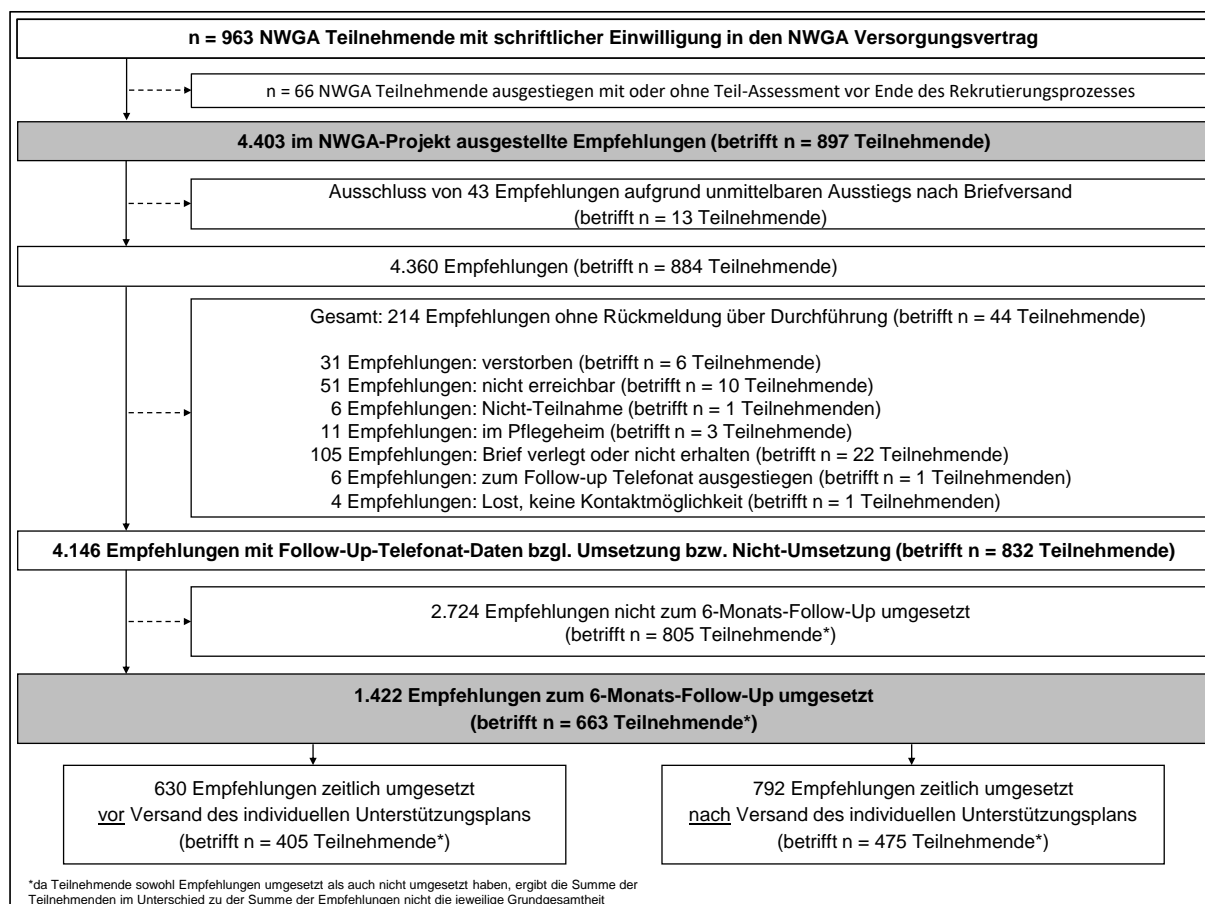 n = 963 NWGA Teilnehmende mit schriftlicher Einwilligung in den NWGA Versorgungsvertrag
n = 66 NWGA Teilnehmende ausgestiegen mit oder ohne Teil-Assessment vor Ende des Rekrutierungsprozesses
4.403 im NWGA-Projekt ausgestellte Empfehlungen (betrifft n = 897 Teilnehmende)
Ausschluss von 43 Empfehlungen aufgrund unmittelbaren Ausstiegs nach Briefversand
(betrifft n = 13 Teilnehmende)
4.360 Empfehlungen (betrifft n = 884 Teilnehmende)
Gesamt: 214 Empfehlungen ohne Rückmeldung über Durchführung (betrifft n = 44 Teilnehmende)
31 Empfehlungen: verstorben (betrifft n = 6 Teilnehmende)
51 Empfehlungen: nicht erreichbar (betrifft n = 10 Teilnehmende)
6 Empfehlungen: Nicht-Teilnahme (betrifft n = 1 Teilnehmenden)
11 Empfehlungen: im Pflegeheim (betrifft n = 3 Teilnehmende)
105 Empfehlungen: Brief verlegt oder nicht erhalten (betrifft n = 22 Teilnehmende)
6 Empfehlungen: zum Follow-up Telefonat ausgestiegen (betrifft n = 1 Teilnehmenden)
4 Empfehlungen: Lost, keine Kontaktmöglichkeit (betrifft n = 1 Teilnehmenden)
4.146 Empfehlungen mit Follow-Up-Telefonat-Daten bzgl. Umsetzung bzw. Nicht-Umsetzung (betrifft n = 832 Teilnehmende)
2.724 Empfehlungen nicht zum 6-Monats-Follow-Up umgesetzt
(betrifft n = 805 Teilnehmende*)
1.422 Empfehlungen zum 6-Monats-Follow-Up umgesetzt
(betrifft n = 663 Teilnehmende*)
630 Empfehlungen zeitlich umgesetzt
vor Versand des individuellen Unterstützungsplans
(betrifft n = 405 Teilnehmende*)
792 Empfehlungen zeitlich umgesetzt
nach Versand des individuellen Unterstützungsplans
(betrifft n = 475 Teilnehmende*)
*da Teilnehmende sowohl Empfehlungen umgesetzt als auch nicht umgesetzt haben, ergibt die Summe der
Teilnehmenden im Unterschied zu der Summe der Empfehlungen nicht die jeweilige Grundgesamtheit